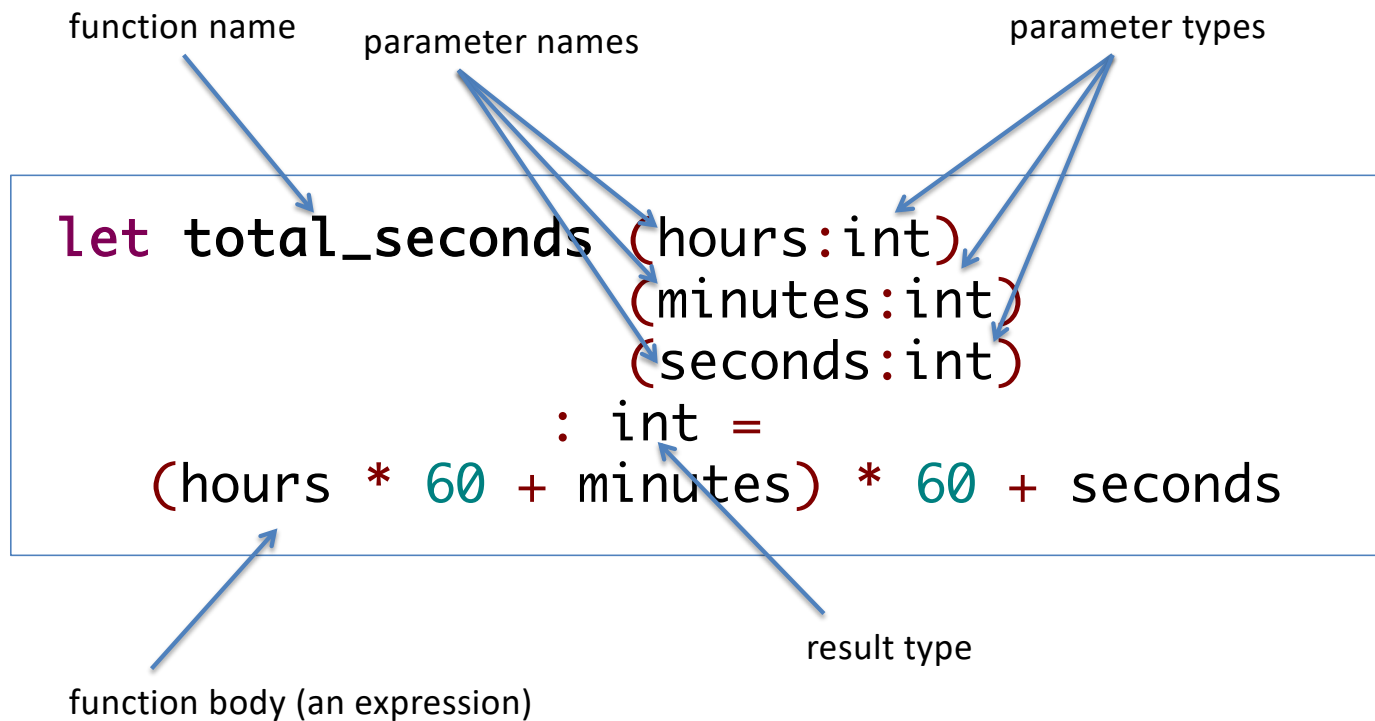 function name
parameter names
parameter types
let total_seconds (hours:int)
(minutes:int)
(seconds:int)
: int =
(hours * 60 + minutes) * 60 + seconds
result type
function body (an expression)